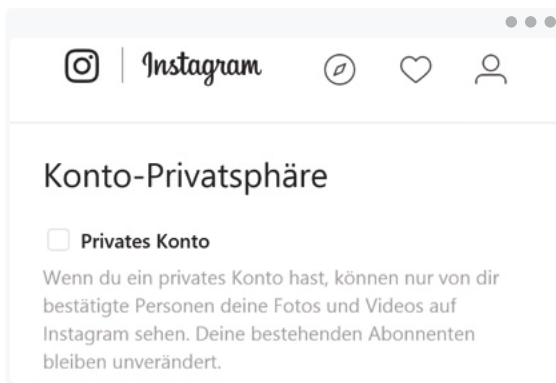 Instagram
Konto-Privatsphäre
Privates Konto
Wenn du ein privates Konto hast, können nur von dir
bestätigte Personen deine Fotos und Videos auf
Instagram sehen. Deine bestehenden Abonnenten
bleiben unverändert.